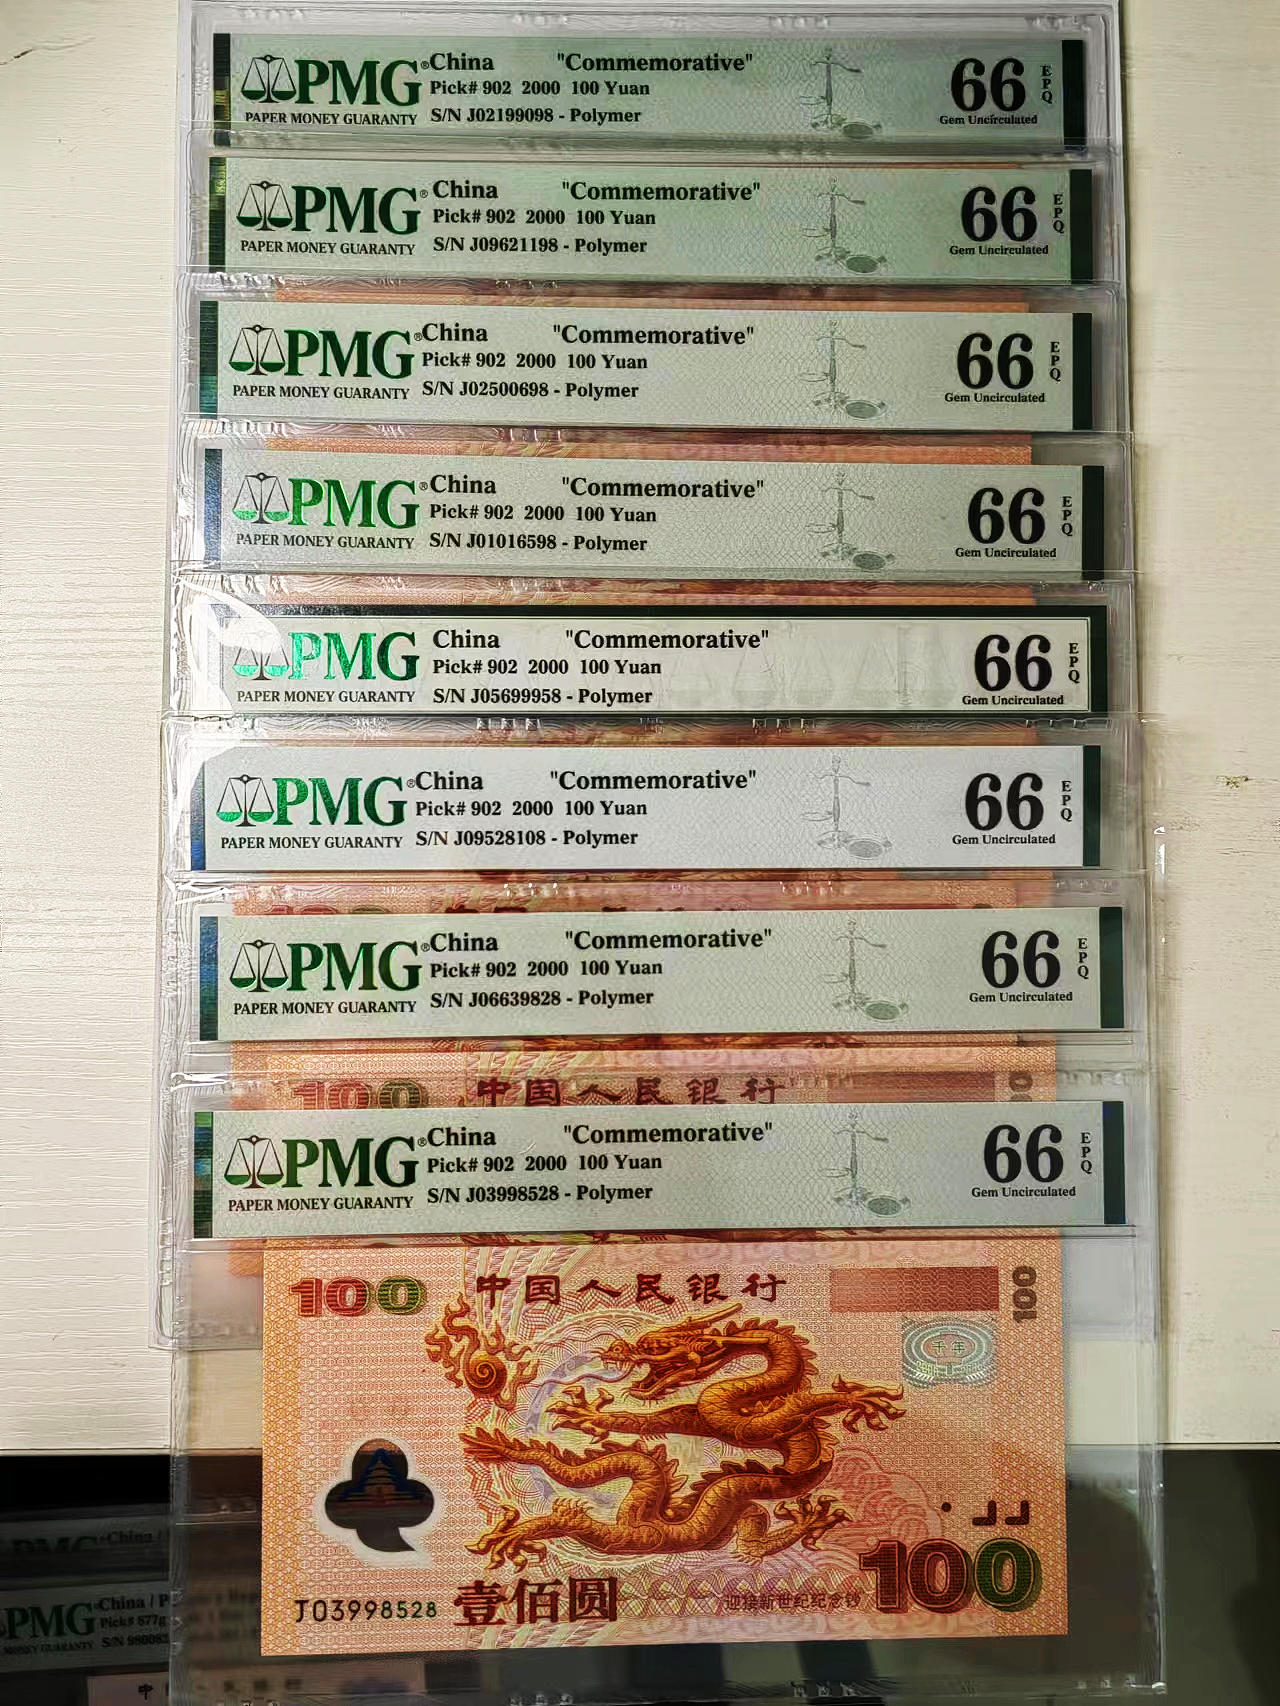 PMG® China "Commemorative"
Pick# 902 2000 100 Yuan
PAPER MONEY GUARANTY S/N J02199098 - Polymer
66 EPQ
Gem Uncirculated
PMG® China "Commemorative"
Pick# 902 2000 100 Yuan
PAPER MONEY GUARANTY S/N J09621198 - Polymer
66 EPQ
Gem Uncirculated
PMG® China "Commemorative"
Pick# 902 2000 100 Yuan
PAPER MONEY GUARANTY S/N J02500698 - Polymer
66 EPQ
Gem Uncirculated
PMG® China "Commemorative"
Pick# 902 2000 100 Yuan
PAPER MONEY GUARANTY S/N J01016598 - Polymer
66 EPQ
Gem Uncirculated
PMG China "Commemorative"
Pick# 902 2000 100 Yuan
PAPER MONEY GUARANTY S/N J05699958 - Polymer
66 EPQ
Gem Uncirculated
PMG® China "Commemorative"
Pick# 902 2000 100 Yuan
PAPER MONEY GUARANTY S/N J09528108 - Polymer
66 EPQ
Gem Uncirculated
PMG® China "Commemorative"
Pick# 902 2000 100 Yuan
PAPER MONEY GUARANTY S/N J06639828 - Polymer
66 EPQ
Gem Uncirculated
100 中国人民银行
PMG® China "Commemorative"
Pick# 902 2000 100 Yuan
PAPER MONEY GUARANTY S/N J03998528 - Polymer
66 EPQ
Gem Uncirculated
100 中国人民银行 100
千年
J03998528 壹佰圆 迎接新世纪纪念钞 100
PMG China /
PMG China / P
Pick# 877g